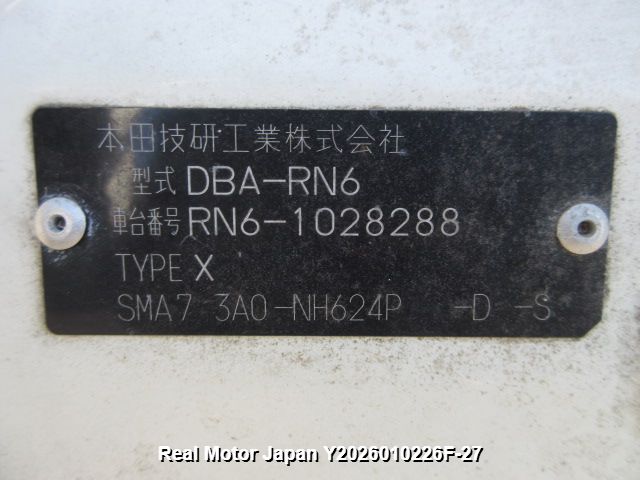 本田技研工業株式会社
型式 DBA-RN6
車台番号 RN6-1028288
TYPE X
SMA7 3A0-NH624P -D -S
Real Motor Japan Y2026010226F-27